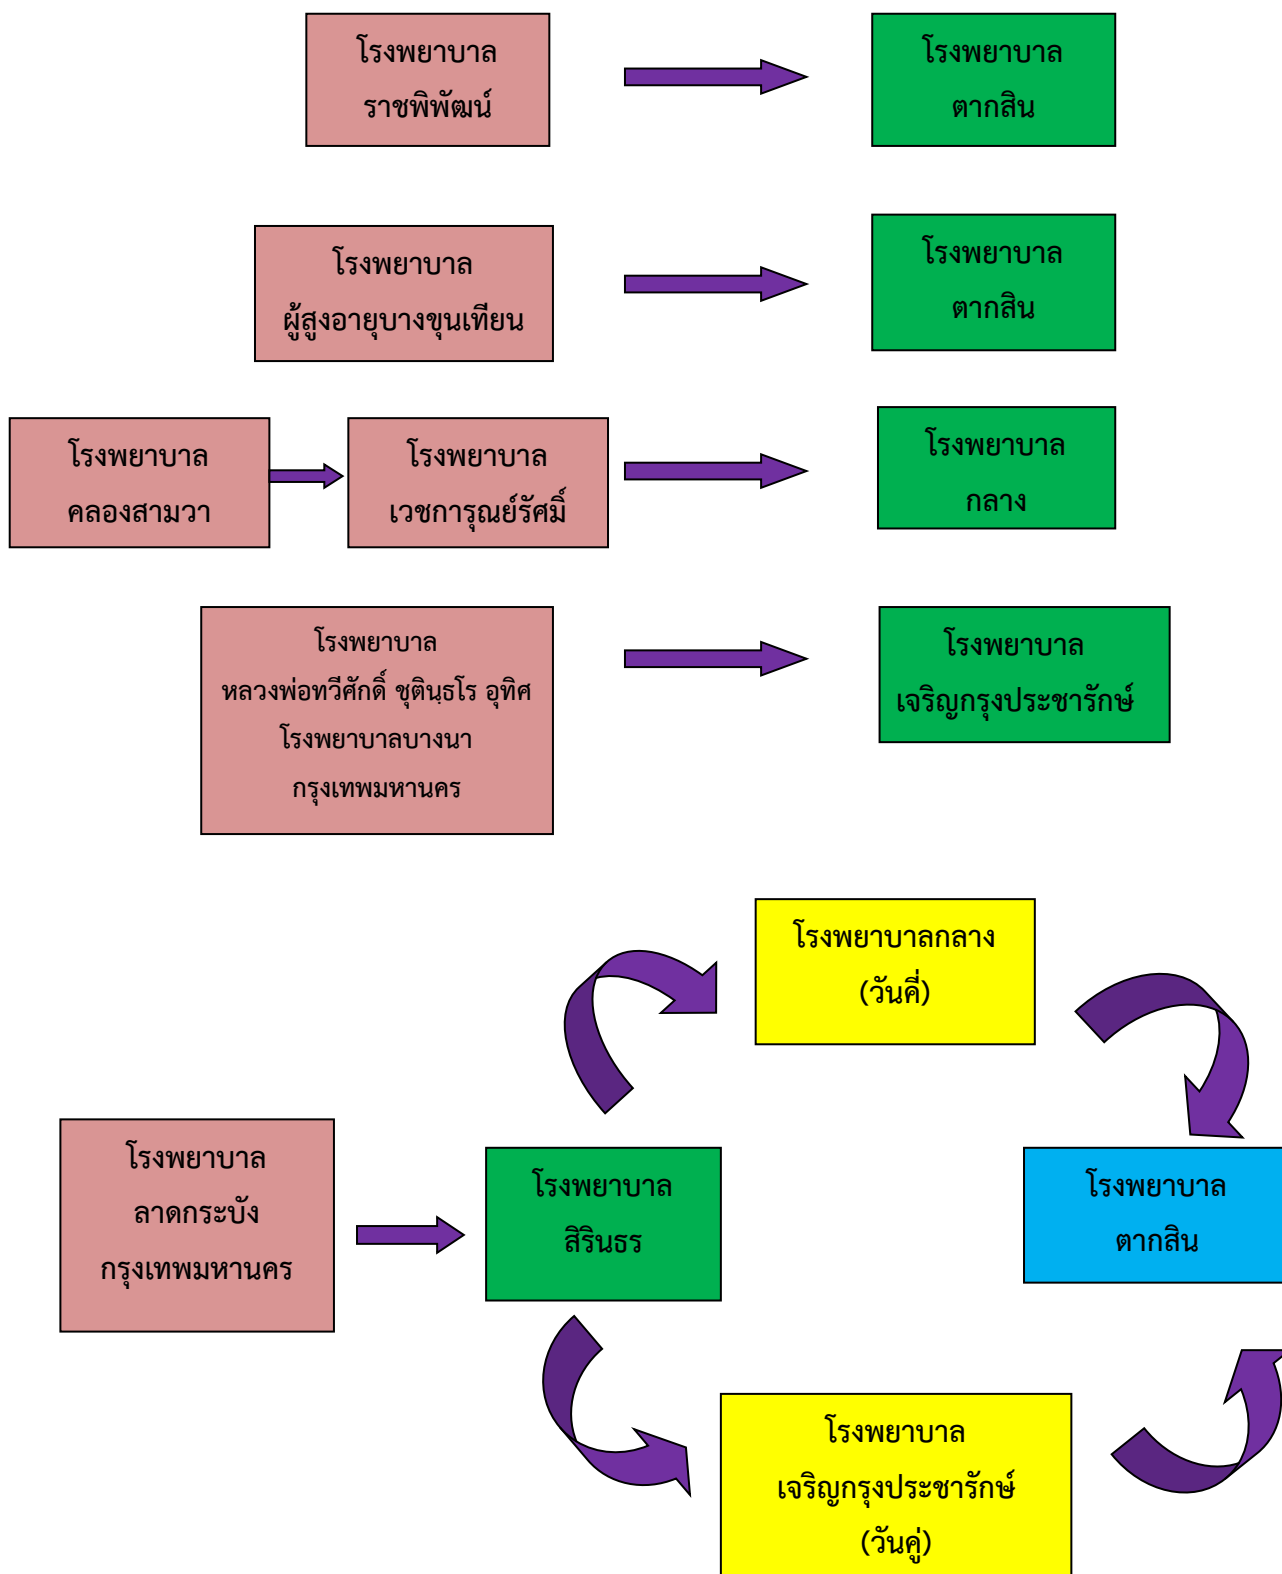 โรงพยาบาล
ราชพิพัฒน์
โรงพยาบาล
ตากสิน
โรงพยาบาล
ผู้สูงอายุบางขุนเทียน
โรงพยาบาล
ตากสิน
โรงพยาบาล
คลองสามวา
โรงพยาบาล
เวชการุณย์รัศมิ์
โรงพยาบาล
กลาง
โรงพยาบาล
หลวงพ่อทวีศักดิ์ ชุตินฺธโร อุทิศ
โรงพยาบาลบางนา
กรุงเทพมหานคร
โรงพยาบาล
เจริญกรุงประชารักษ์
โรงพยาบาลกลาง
(วันคี่)
โรงพยาบาล
ลาดกระบัง
กรุงเทพมหานคร
โรงพยาบาล
สิรินธร
โรงพยาบาล
ตากสิน
โรงพยาบาล
เจริญกรุงประชารักษ์
(วันคู่)